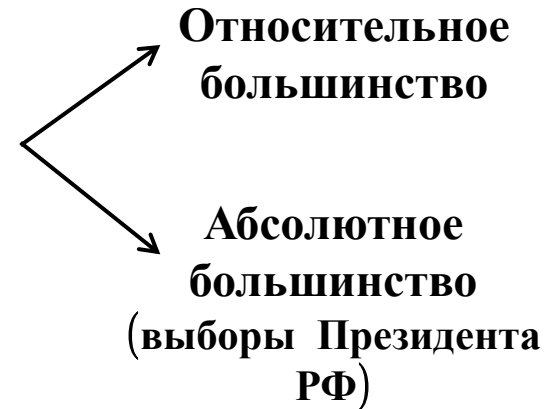 Относительное
большинство
Абсолютное
большинство
(выборы Президента
РФ)